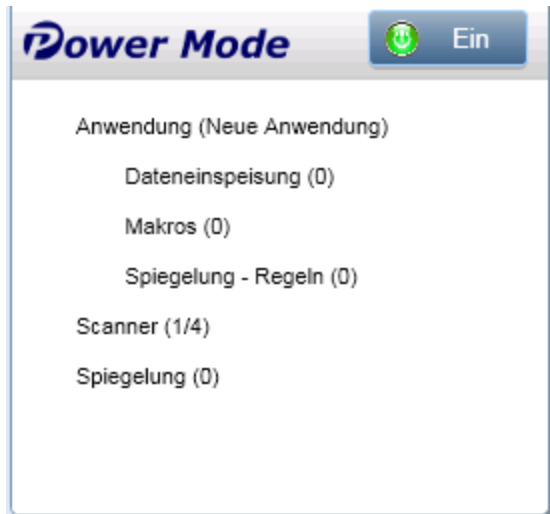 Power Mode
Ein
Anwendung (Neue Anwendung)
Dateneinspeisung (0)
Makros (0)
Spiegelung - Regeln (0)
Scanner (1/4)
Spiegelung (0)